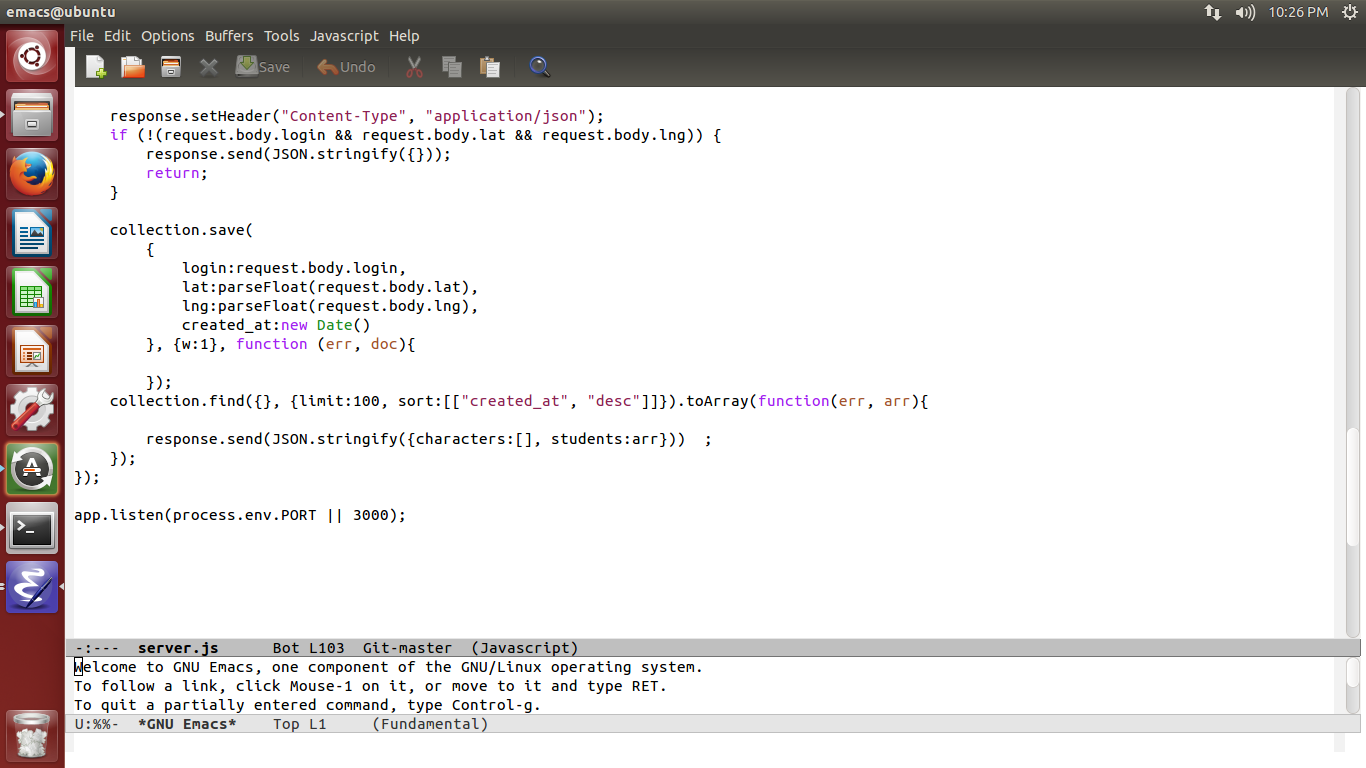 emacs@ubuntu 10:26 PM
File Edit Options Buffers Tools Javascript Help
Save Undo
    response.setHeader("Content-Type", "application/json");
    if (!(request.body.login && request.body.lat && request.body.lng)) {
        response.send(JSON.stringify({}));
        return;
    }
    collection.save(
        {
            login:request.body.login,
            lat:parseFloat(request.body.lat),
            lng:parseFloat(request.body.lng),
            created_at:new Date()
        }, {w:1}, function (err, doc){
        });
    collection.find({}, {limit:100, sort:[["created_at", "desc"]]}).toArray(function(err, arr){
        response.send(JSON.stringify({characters:[], students:arr}))  ;
    });
});
app.listen(process.env.PORT || 3000);
-:---  server.js      Bot L103  Git-master  (Javascript)
Welcome to GNU Emacs, one component of the GNU/Linux operating system.
To follow a link, click Mouse-1 on it, or move to it and type RET.
To quit a partially entered command, type Control-g.
U:%%-  *GNU Emacs*    Top L1     (Fundamental)